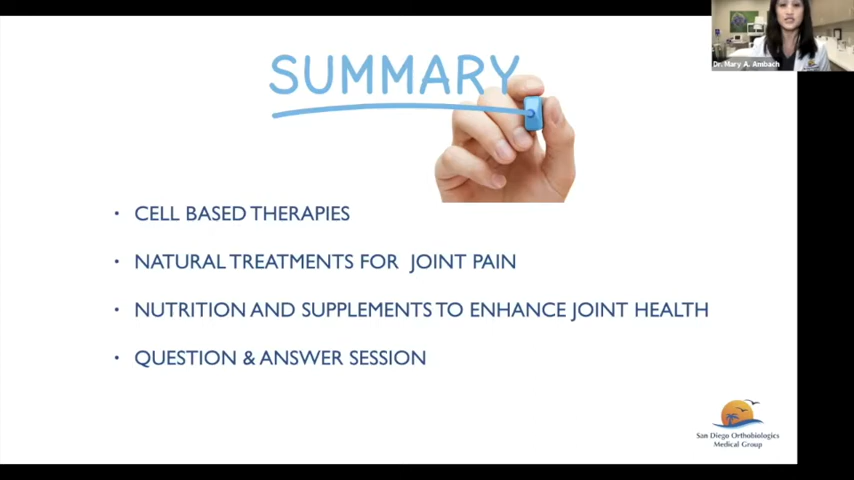 Dr. Mary A. Ambach
SUMMARY
• CELL BASED THERAPIES
• NATURAL TREATMENTS FOR JOINT PAIN
• NUTRITION AND SUPPLEMENTS TO ENHANCE JOINT HEALTH
• QUESTION & ANSWER SESSION
San Diego Orthobiologics
Medical Group